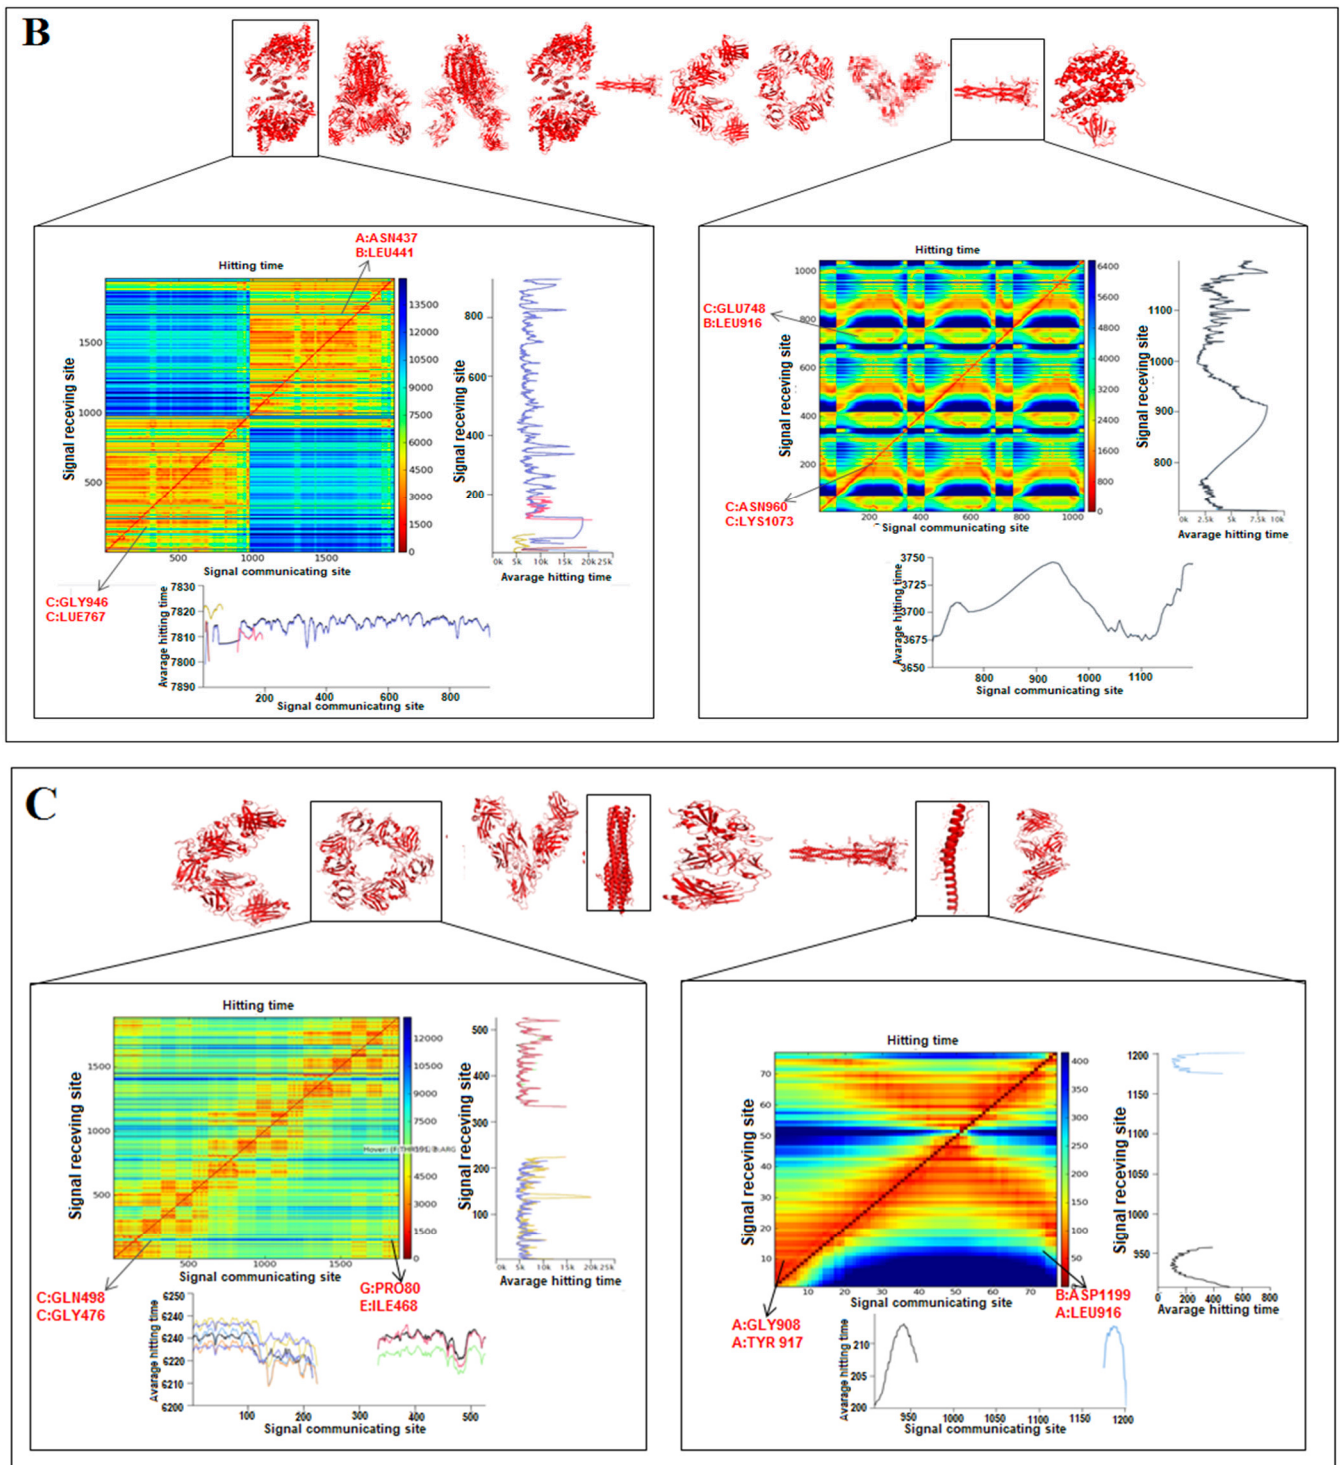 B
A:ASN437
B:LEU441
Hitting time
Signal receving site
1500
1000
500
500
1000
1500
Signal communicating site
13500
12000
10500
9000
7500
6000
4500
3000
1500
0
C:GLY946
C:LUE767
Signal receving site
800
600
400
200
0k 5k 10k 15k 20k 25k
Avarage hitting time
Avarage hitting time
7830
7820
7810
7800
7890
200
400
600
800
Signal communicating site
Hitting time
C:GLU748
B:LEU916
Signal receving site
1000
800
600
400
200
C:ASN960
C:LYS1073
200
400
600
800
1000
Signal communicating site
6400
5600
4800
4000
3200
2400
1600
800
0
Signal receving site
1100
1000
900
800
0k 2.5k 5k 7.5k 10k
Avarage hitting time
Avarage hitting time
3750
3725
3700
3675
3650
800
900
1000
1100
Signal communicating site
C
Hitting time
Signal receving site
1500
1000
500
500
1000
1500
Signal communicating site
12000
10500
9000
7500
6000
4500
3000
1500
0
C:GLN498
C:GLY476
G:PRO80
E:ILE468
Signal receving site
500
400
300
200
100
0k 5k 10k 15k 20k 25k
Avarage hitting time
Avarage hitting time
6250
6240
6220
6210
6200
100
200
300
400
500
Signal communicating site
Hitting time
Signal receving site
70
60
50
40
30
20
10
10
20
30
40
50
60
70
Signal communicating site
400
350
300
250
200
150
100
50
0
A:GLY908
A:TYR 917
B:ASP1199
A:LEU916
Signal receving site
1200
1150
1100
1050
1000
950
0 200 400 600 800
Avarage hitting time
Avarage hitting time
210
205
200
950
1000
1050
1100
1150
1200
Signal communicating site